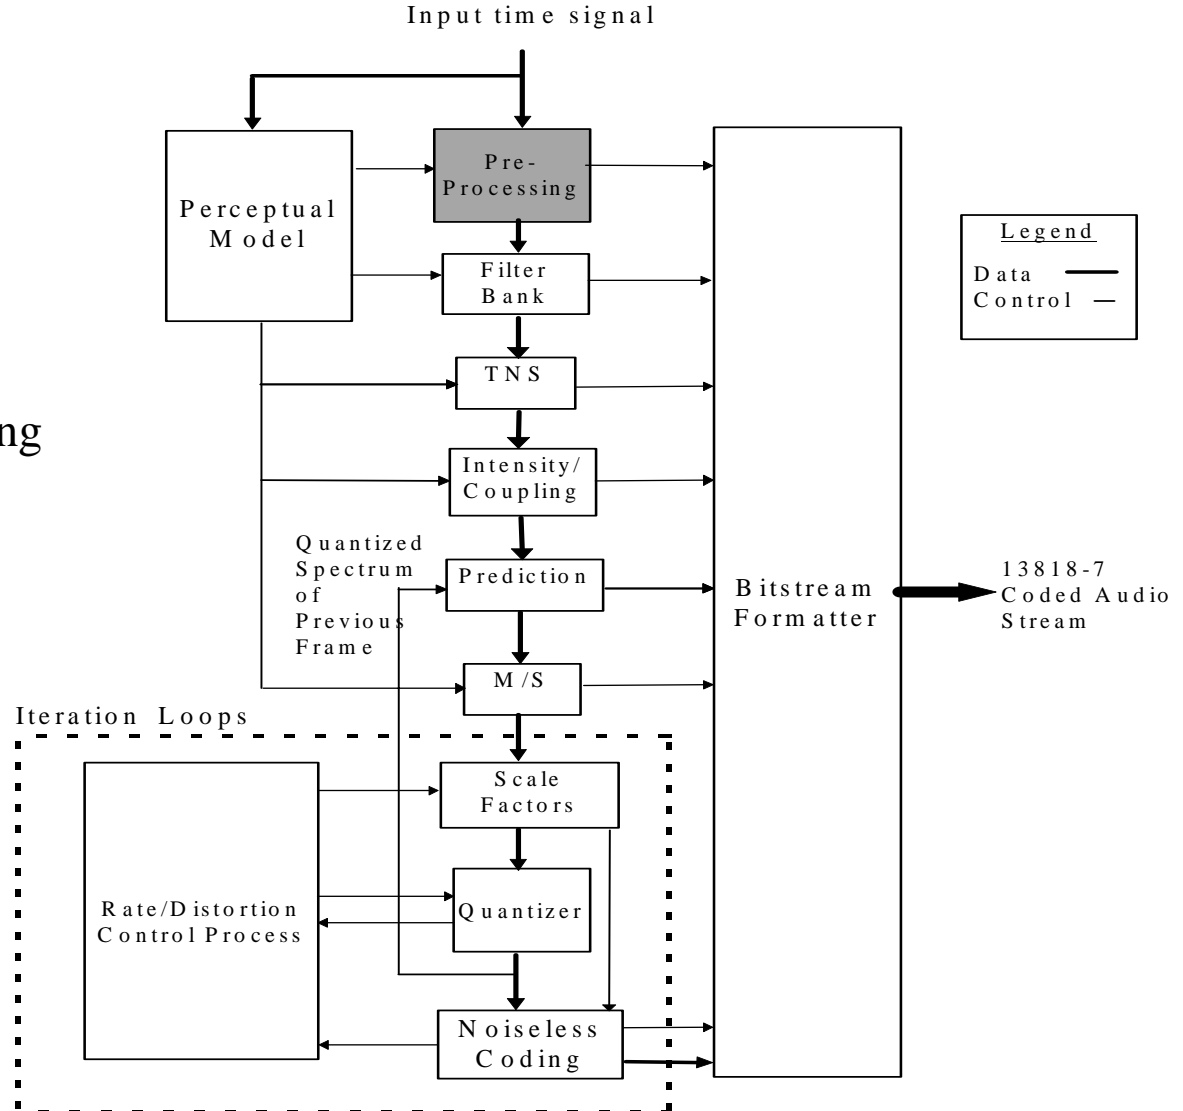 Input time signal
Pre-
Processing
Perceptual
Model
Legend
Data
Control
Filter
Bank
TNS
ng
Intensity/
Coupling
Quantized
Spectrum
of
Previous
Frame
Prediction
Bitstream
Formatter
13818-7
Coded Audio
Stream
M/S
Iteration Loops
Scale
Factors
Rate/Distortion
Control Process
Quantizer
Noiseless
Coding